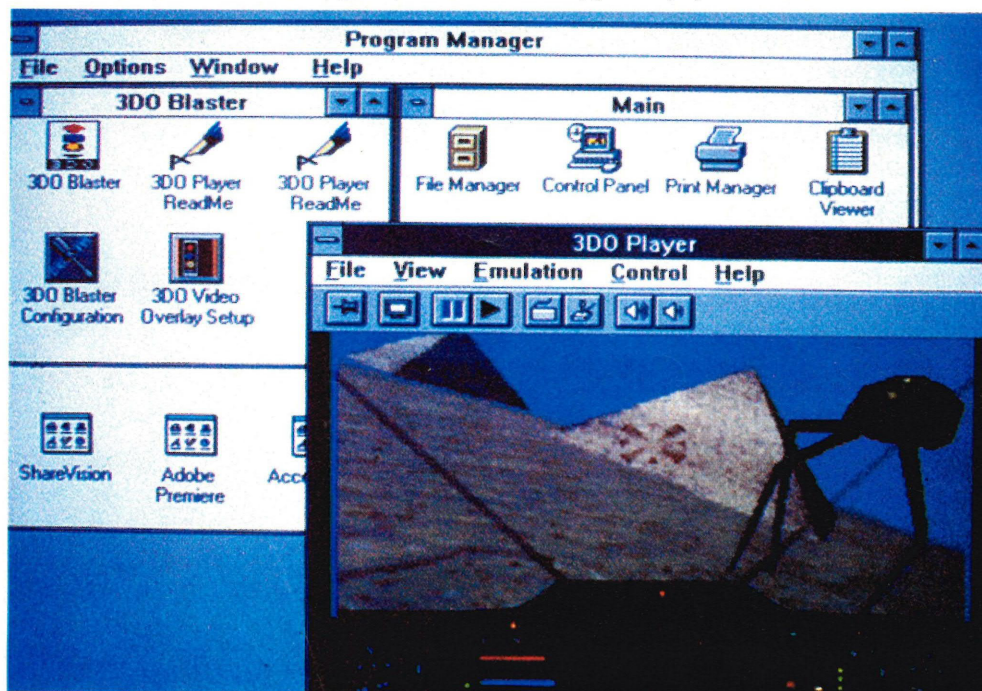 Program Manager
File Options Window Help
3DO Blaster
3DO Blaster
3DO Player
ReadMe
3DO Player
ReadMe
3DO Blaster
Configuration
3DO Video
Overlay Setup
Main
File Manager
Control Panel
Print Manager
Clipboard
Viewer
ShareVision
Adobe
Premiere
3DO Player
File View Emulation Control Help